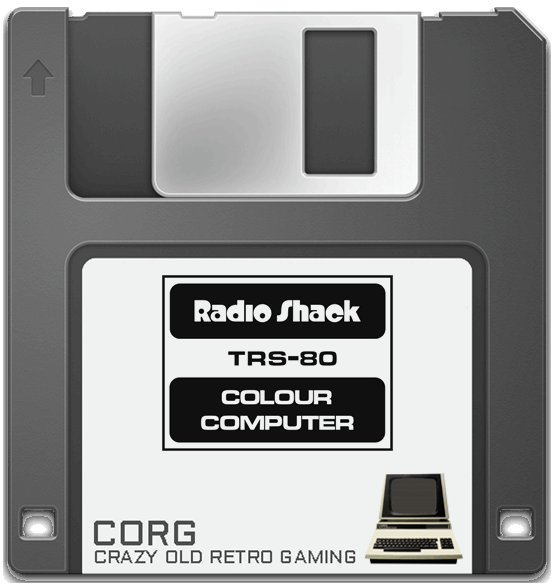 Radio Shack
TRS-80
COLOUR
COMPUTER
CORG
CRAZY OLD RETRO GAMING